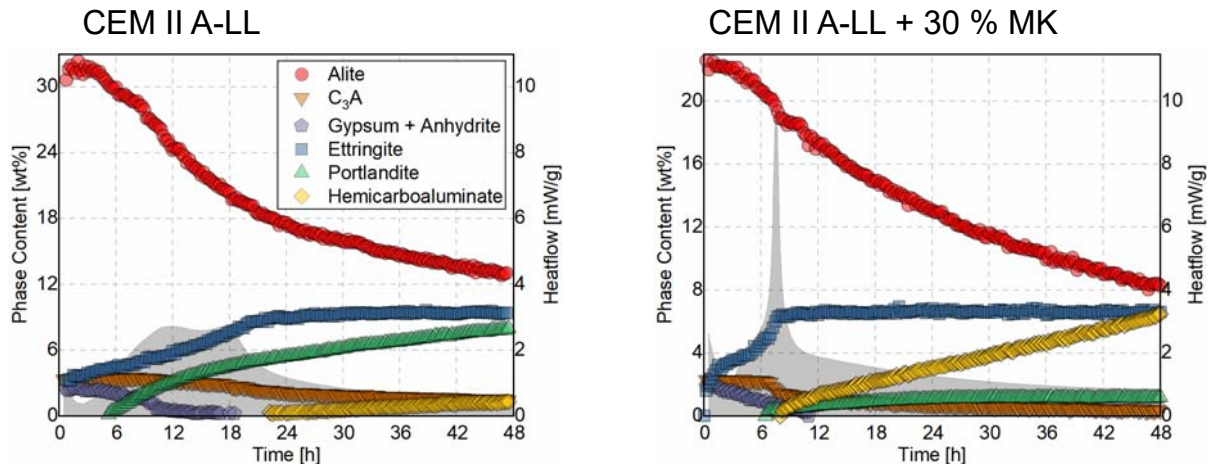 CEM II A-LL
CEM II A-LL + 30 % MK
Phase Content [wt%]
30
24
18
12
6
0
Alite
C₃A
Gypsum + Anhydrite
Ettringite
Portlandite
Hemicarboaluminate
10
8
6
4
2
0
Heatflow [mW/g]
0 6 12 18 24 30 36 42 48
Time [h]
Phase Content [wt%]
20
16
12
8
4
0
10
8
6
4
2
0
Heatflow [mW/g]
0 6 12 18 24 30 36 42 48
Time [h]